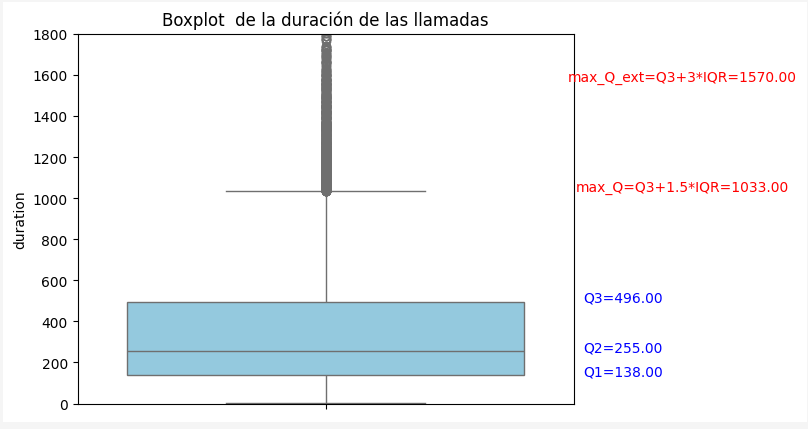 Boxplot  de la duración de las llamadas
1800
1600
max_Q_ext=Q3+3*IQR=1570.00
1400
1200
1000
max_Q=Q3+1.5*IQR=1033.00
duration
800
600
Q3=496.00
400
Q2=255.00
200
Q1=138.00
0